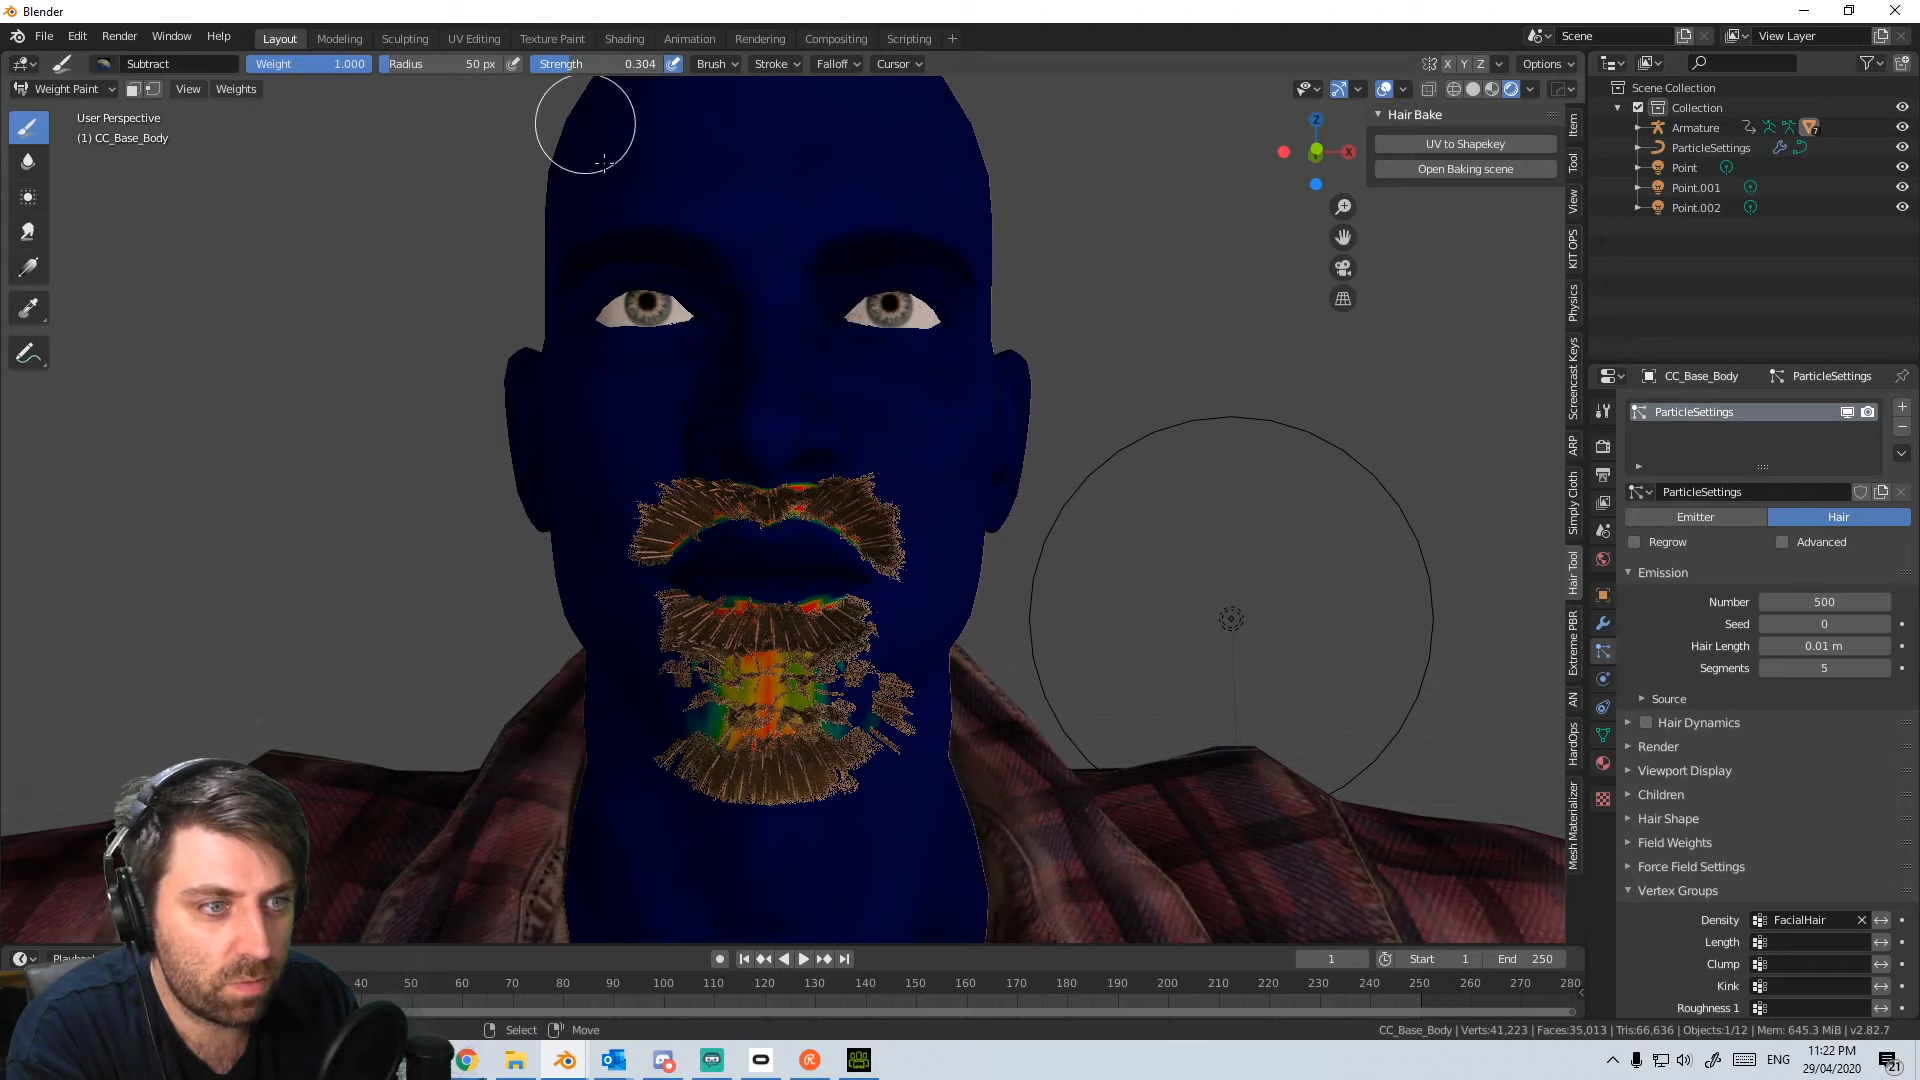 Blender
File Edit Render Window Help
Layout Modeling Sculpting UV Editing Texture Paint Shading Animation Rendering Compositing Scripting
Scene
View Layer
Subtract Weight 1.000 Radius 50 px Strength 0.304 Brush Stroke Falloff Cursor
X Y Z Options
Weight Paint View Weights
User Perspective
(1) CC_Base_Body
Z
X
Hair Bake
UV to Shapekey
Open Baking scene
Item
Tool
View
KIT OPS
Physics
Screencast Keys
ARP
Simply Cloth
Hair Tool
Extreme PBR
AN
HardOps
Mesh Materializer
Scene Collection
Collection
Armature 7
ParticleSettings
Point
Point.001
Point.002
CC_Base_Body ParticleSettings
ParticleSettings
ParticleSettings
Emitter Hair
Regrow Advanced
Emission
Number 500
Seed 0
Hair Length 0.01 m
Segments 5
Source
Hair Dynamics
Render
Viewport Display
Children
Hair Shape
Field Weights
Force Field Settings
Vertex Groups
Density FacialHair
Length
Clump
Kink
Roughness 1
1 Start 1 End 250
40 50 60 70 80 90 100 110 120 130 140 150 160 170 180 190 200 210 220 230 240 250 260 270 280
Select Move
CC_Base_Body | Verts:41,223 | Faces:35,013 | Tris:66,636 | Objects:1/12 | Mem: 645.3 MiB | v2.82.7
ENG
11:22 PM
29/04/2020
21